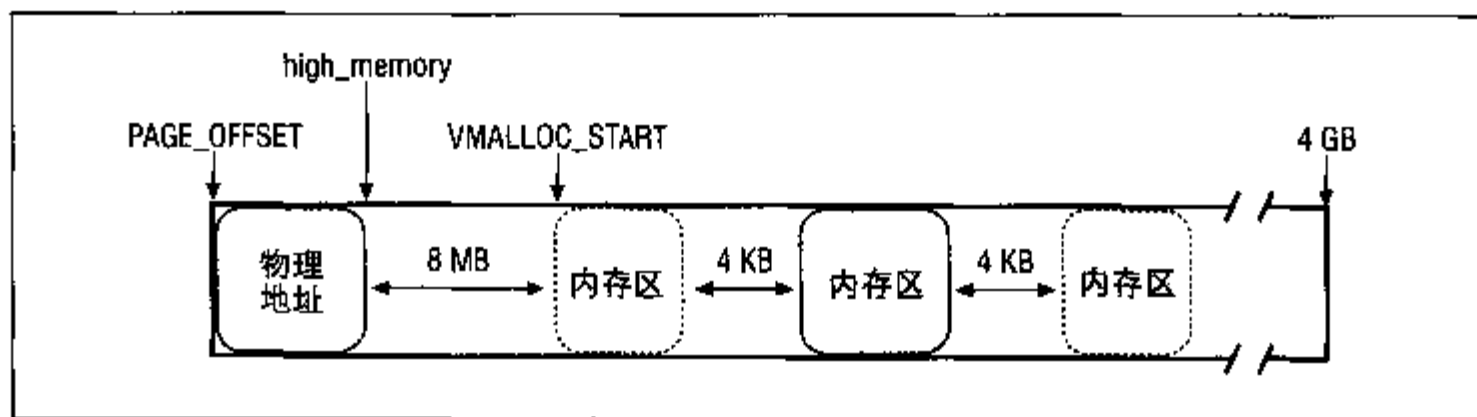 high_memory
PAGE_OFFSET
VMALLOC_START
4 GB
物理
地址
8 MB
内存区
4 KB
内存区
4 KB
内存区